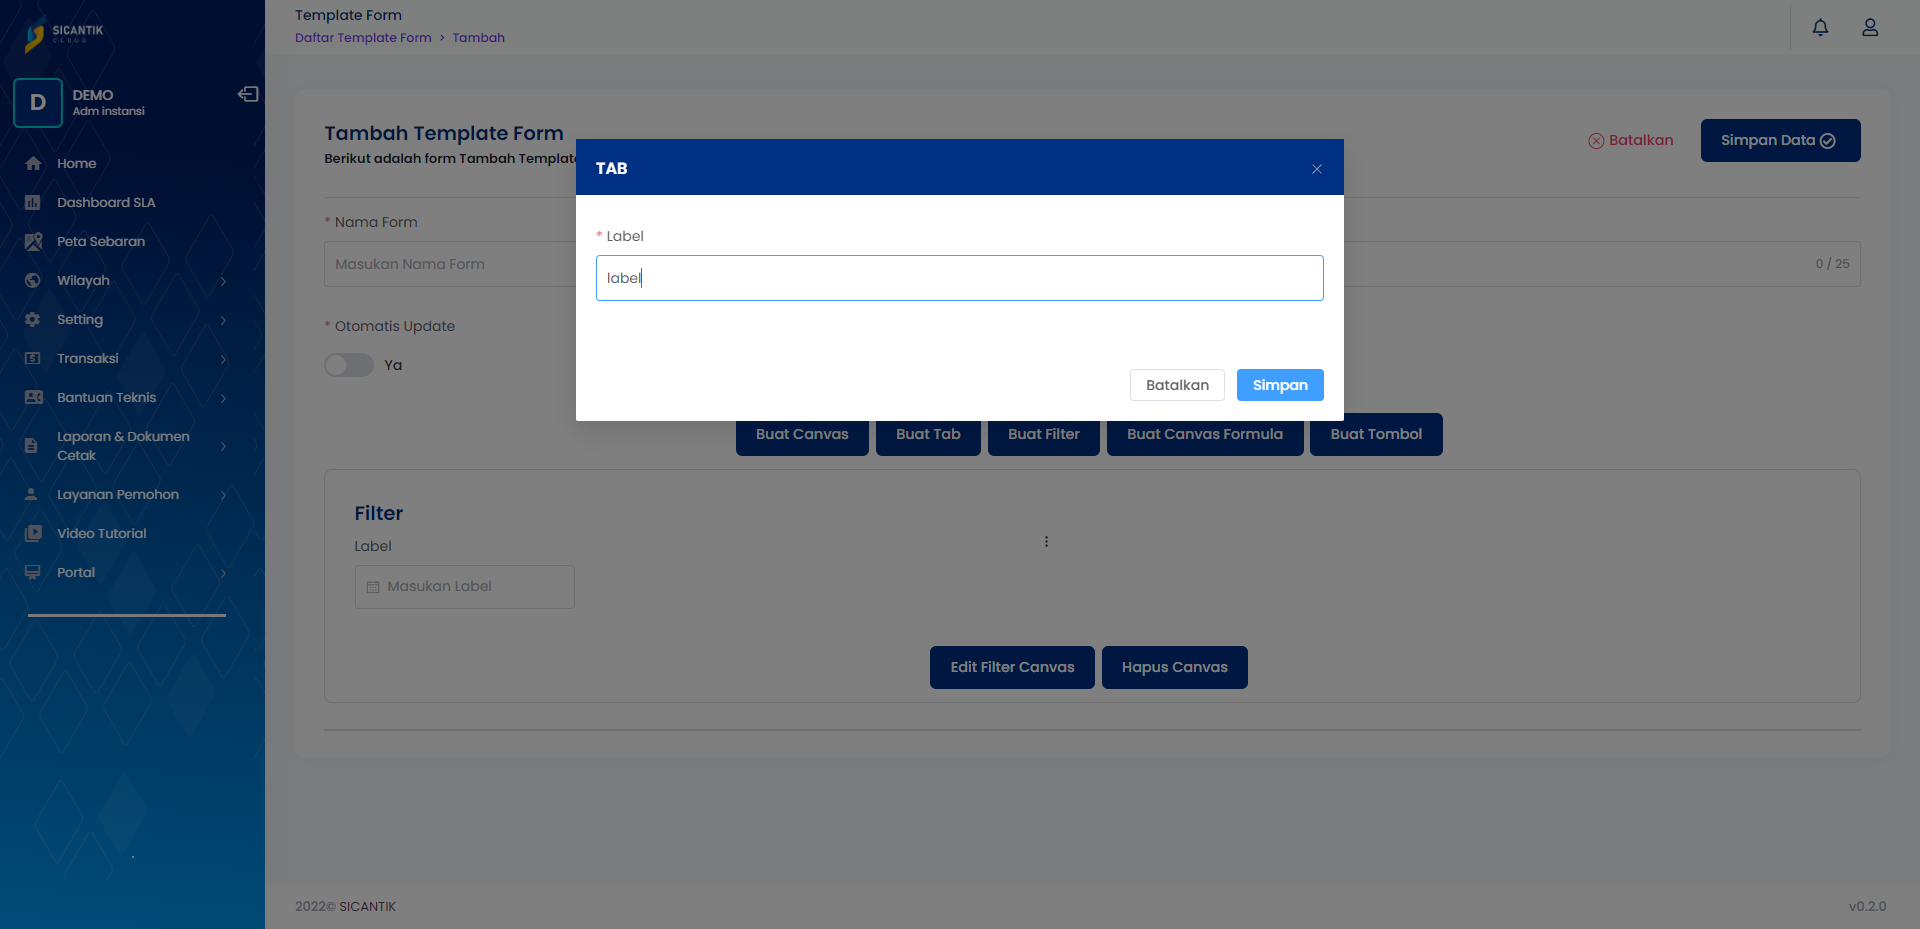 SICANTIK
CLOUD
D
DEMO
Adm instansi
Home
Dashboard SLA
Peta Sebaran
Wilayah
Setting
Transaksi
Bantuan Teknis
Laporan & Dokumen
Cetak
Layanan Pemohon
Video Tutorial
Portal
Template Form
Daftar Template Form > Tambah
Tambah Template Form
Berikut adalah form Tambah Template
Batalkan
Simpan Data
* Nama Form
Masukan Nama Form
0 / 25
* Otomatis Update
Ya
TAB
* Label
label
Batalkan
Simpan
Buat Canvas
Buat Tab
Buat Filter
Buat Canvas Formula
Buat Tombol
Filter
Label
Masukan Label
Edit Filter Canvas
Hapus Canvas
2022© SICANTIK
v0.2.0